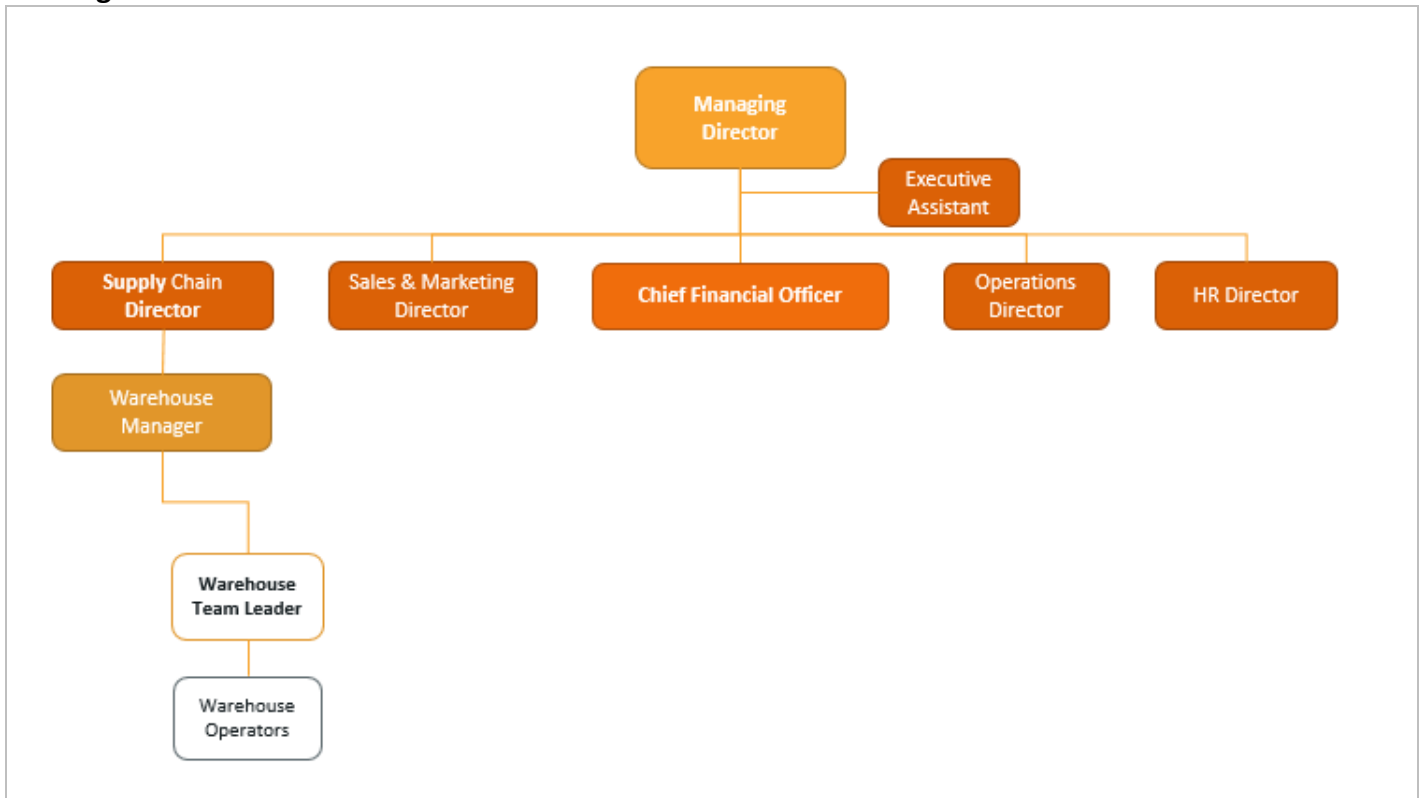 Managing
Director
Executive
Assistant
Supply Chain
Director
Sales & Marketing
Director
Chief Financial Officer
Operations
Director
HR Director
Warehouse
Manager
Warehouse
Team Leader
Warehouse
Operators